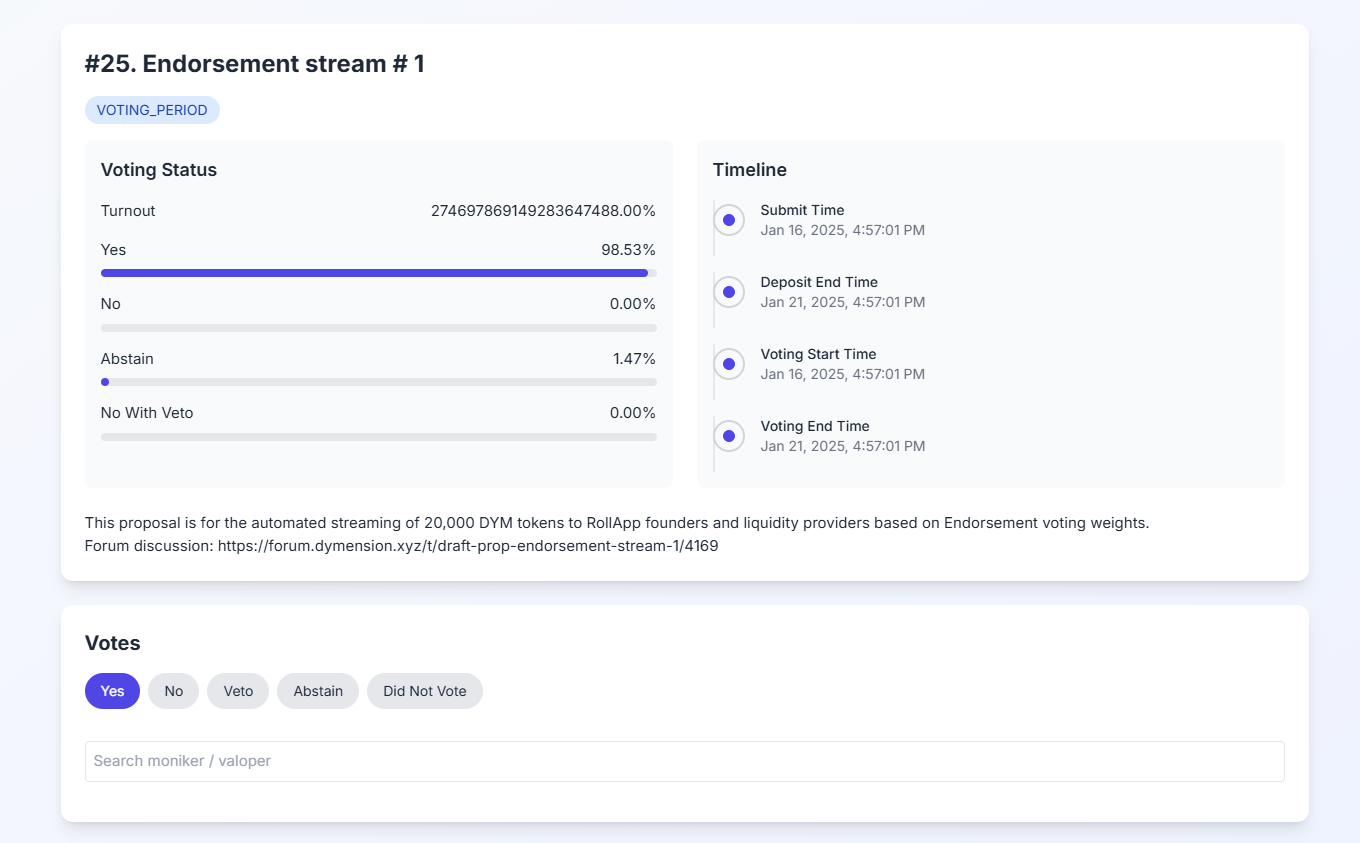 #25. Endorsement stream # 1
VOTING_PERIOD
Voting Status
Turnout 274697869149283647488.00%
Yes 98.53%
No 0.00%
Abstain 1.47%
No With Veto 0.00%
Timeline
Submit Time
Jan 16, 2025, 4:57:01 PM
Deposit End Time
Jan 21, 2025, 4:57:01 PM
Voting Start Time
Jan 16, 2025, 4:57:01 PM
Voting End Time
Jan 21, 2025, 4:57:01 PM
This proposal is for the automated streaming of 20,000 DYM tokens to RollApp founders and liquidity providers based on Endorsement voting weights.
Forum discussion: https://forum.dymension.xyz/t/draft-prop-endorsement-stream-1/4169
Votes
Yes No Veto Abstain Did Not Vote
Search moniker / valoper